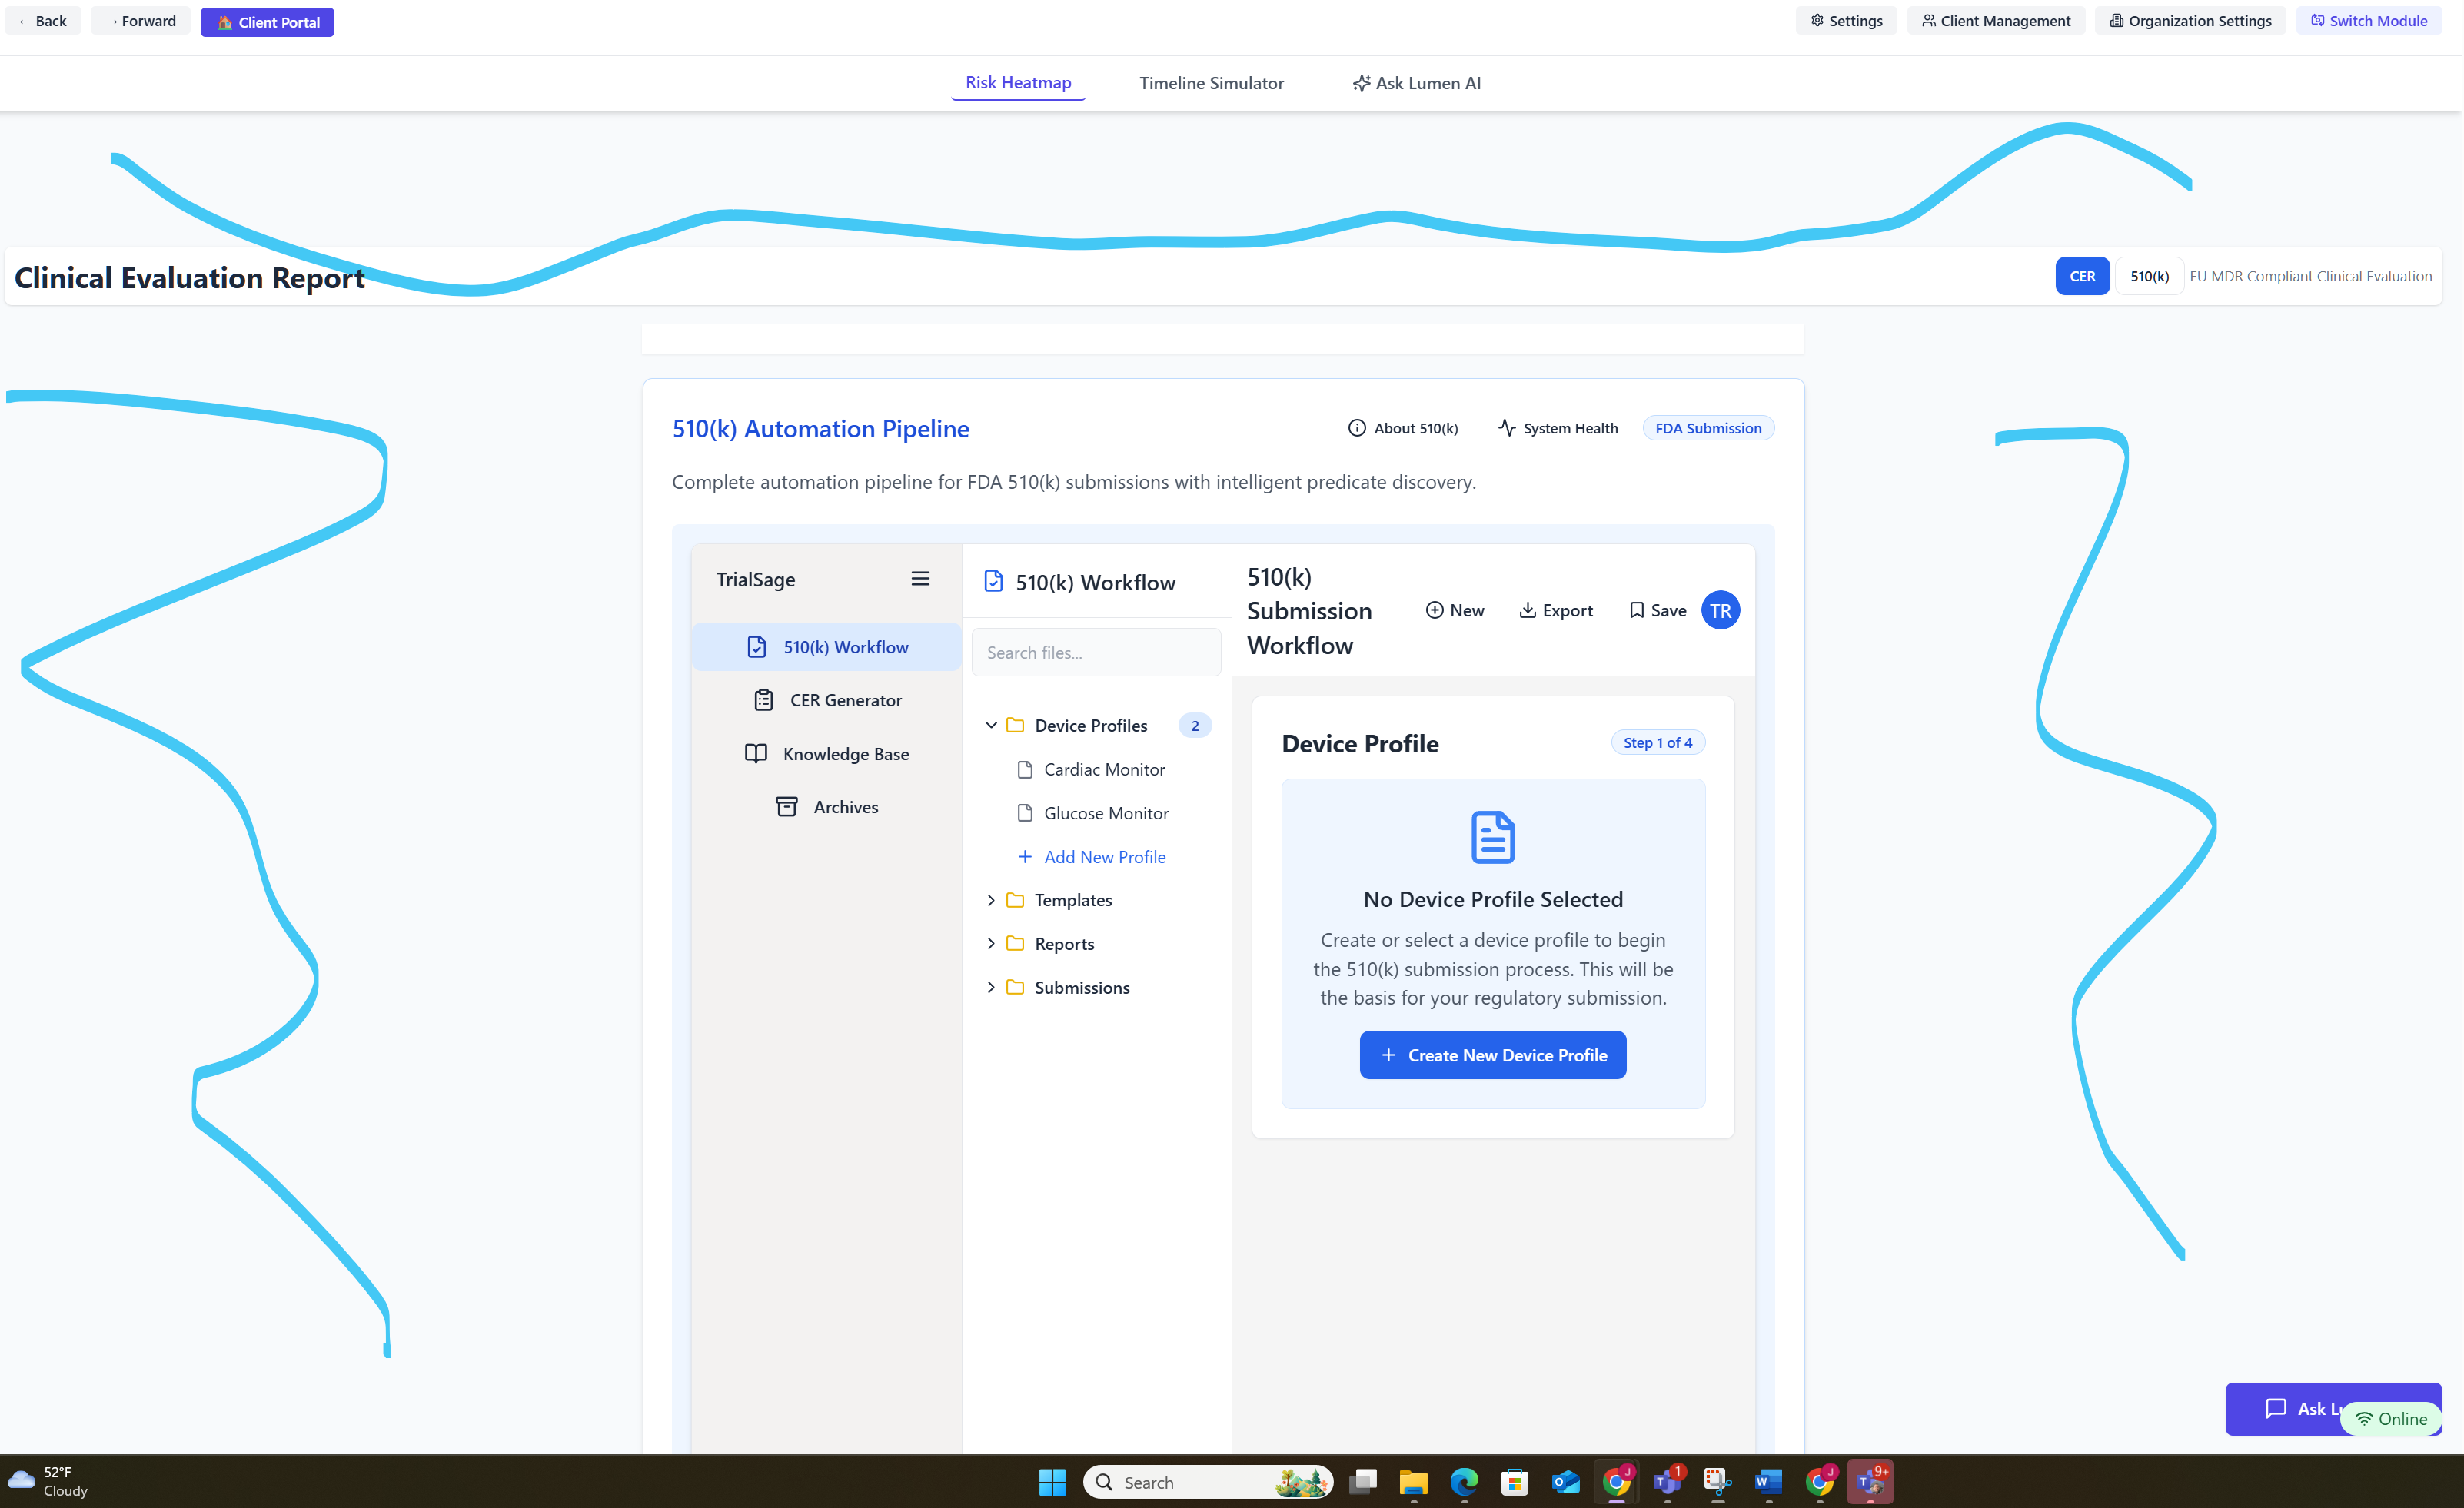 ← Back
→ Forward
🏠 Client Portal
Settings
Client Management
Organization Settings
Switch Module
Risk Heatmap
Timeline Simulator
Ask Lumen AI
Clinical Evaluation Report
CER
510(k)
EU MDR Compliant Clinical Evaluation
510(k) Automation Pipeline
About 510(k)
System Health
FDA Submission
Complete automation pipeline for FDA 510(k) submissions with intelligent predicate discovery.
TrialSage
510(k) Workflow
CER Generator
Knowledge Base
Archives
510(k) Workflow
Search files...
Device Profiles
2
Cardiac Monitor
Glucose Monitor
Add New Profile
Templates
Reports
Submissions
510(k)
Submission
Workflow
New
Export
Save
TR
Device Profile
Step 1 of 4
No Device Profile Selected
Create or select a device profile to begin
the 510(k) submission process. This will be
the basis for your regulatory submission.
Create New Device Profile
Ask
Online
52°F
Cloudy
Search
J
1
J
9+